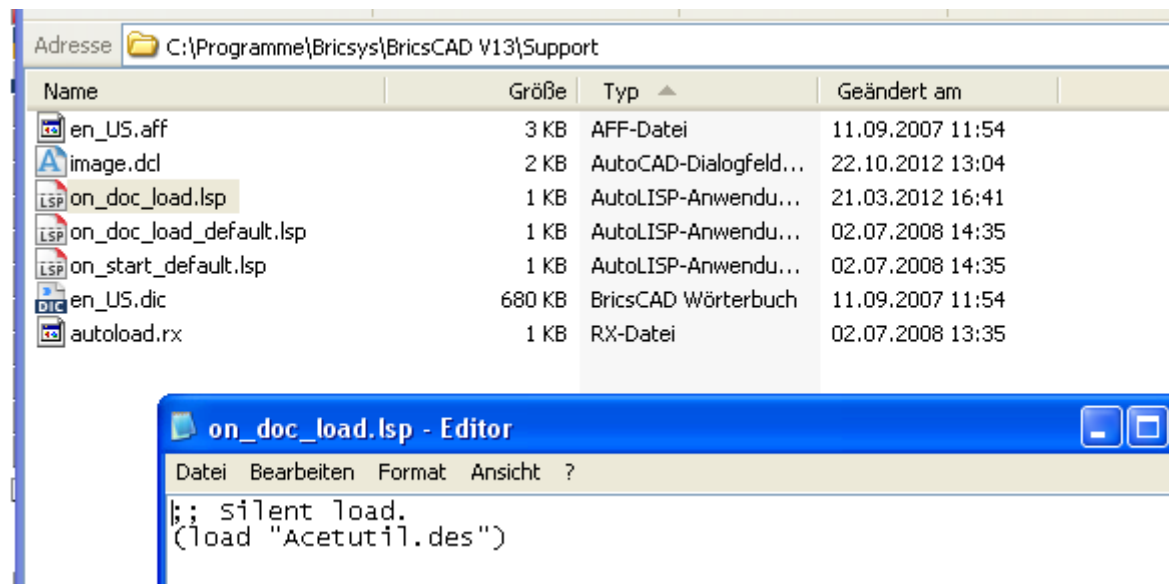 Adresse C:\Programme\Bricsys\BricsCAD V13\Support
Name Größe Typ Geändert am
en_US.aff 3 KB AFF-Datei 11.09.2007 11:54
image.dcl 2 KB AutoCAD-Dialogfeld... 22.10.2012 13:04
LSP on_doc_load.lsp 1 KB AutoLISP-Anwendu... 21.03.2012 16:41
LSP on_doc_load_default.lsp 1 KB AutoLISP-Anwendu... 02.07.2008 14:35
LSP on_start_default.lsp 1 KB AutoLISP-Anwendu... 02.07.2008 14:35
DIC en_US.dic 680 KB BricsCAD Wörterbuch 11.09.2007 11:54
autoload.rx 1 KB RX-Datei 02.07.2008 13:35
on_doc_load.lsp - Editor
Datei Bearbeiten Format Ansicht ?
;; Silent load.
(load "Acetutil.des")